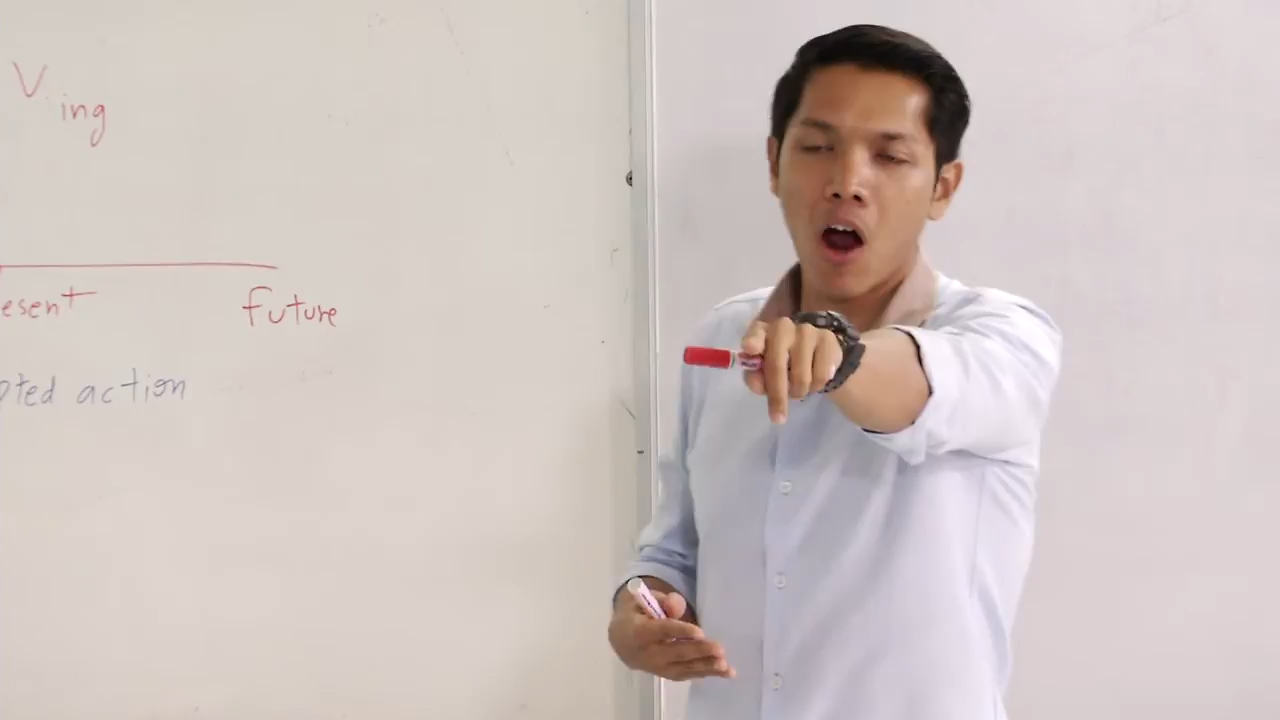 V ing
esent future
pted action